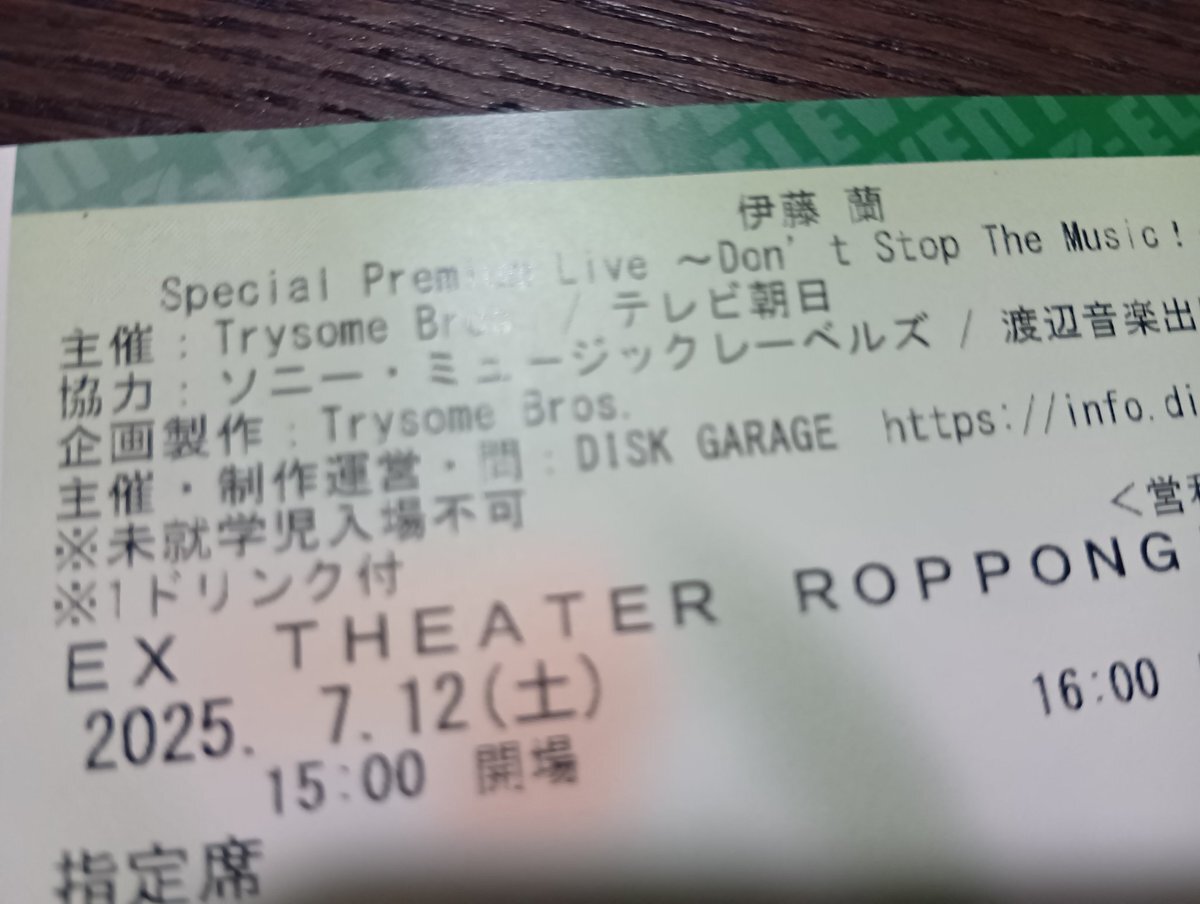 伊藤 蘭
Special Premium Live ～Don't Stop The Music!
主催：Trysome Bros. / テレビ朝日
協力：ソニー・ミュージックレーベルズ / 渡辺音楽出
企画製作：Trysome Bros.
主催・制作運営・問：DISK GARAGE https://info.di
※未就学児入場不可
<営利
※1ドリンク付
EX THEATER ROPPONG
2025. 7.12(土)
16:00
15:00 開場
指定席